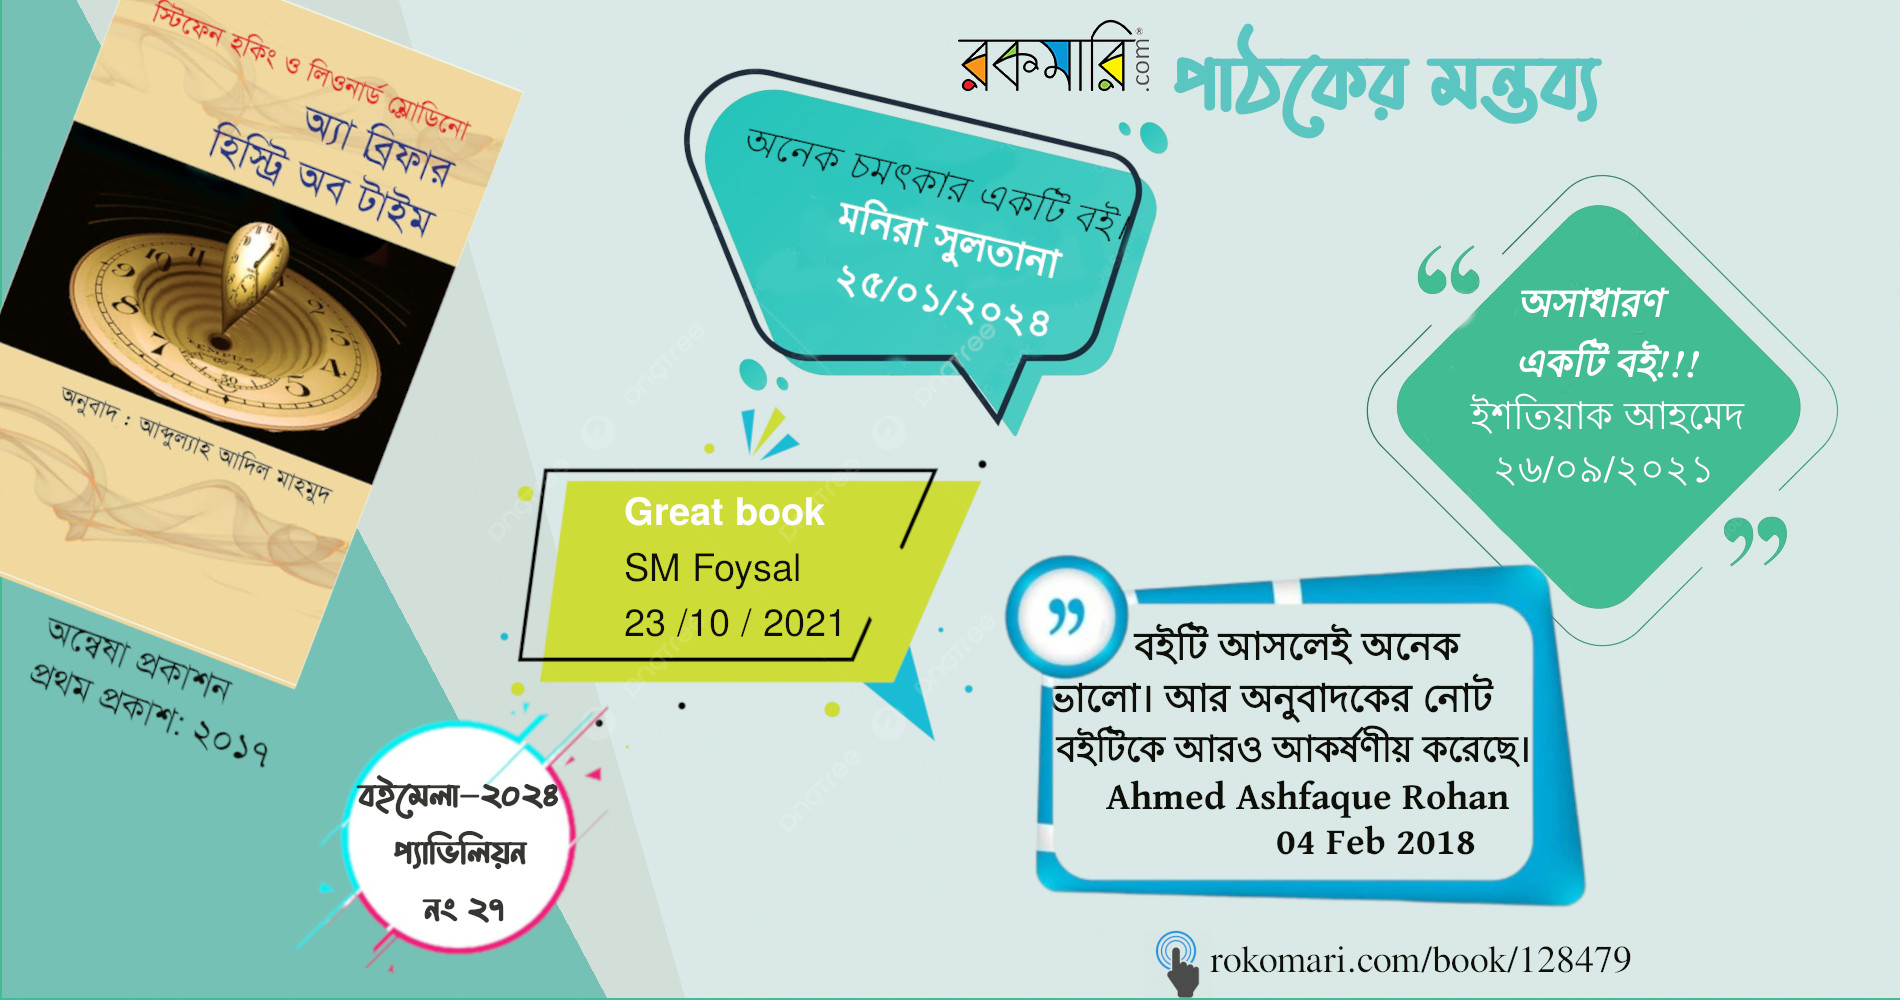 স্টিফেন হকিং ও লিওনার্ড ম্লোডিনো
অ্যা ব্রিফার
হিস্ট্রি অব টাইম
অনুবাদ : আব্দুল্যাহ আদিল মাহমুদ
অন্বেষা প্রকাশন
প্রথম প্রকাশ: ২০১৭
বইমেলা-২০২৪
প্যাভিলিয়ন
নং ২৭
রকমারি.com
পাঠকের মন্তব্য
অনেক চমৎকার একটি বই।
মনিরা সুলতানা
২৫/০১/২০২৪
Great book
SM Foysal
23 /10 / 2021
অসাধারণ
একটি বই!!!
ইশতিয়াক আহমেদ
২৬/০৯/২০২১
বইটি আসলেই অনেক
ভালো। আর অনুবাদকের নোট
বইটিকে আরও আকর্ষণীয় করেছে।
Ahmed Ashfaque Rohan
04 Feb 2018
rokomari.com/book/128479